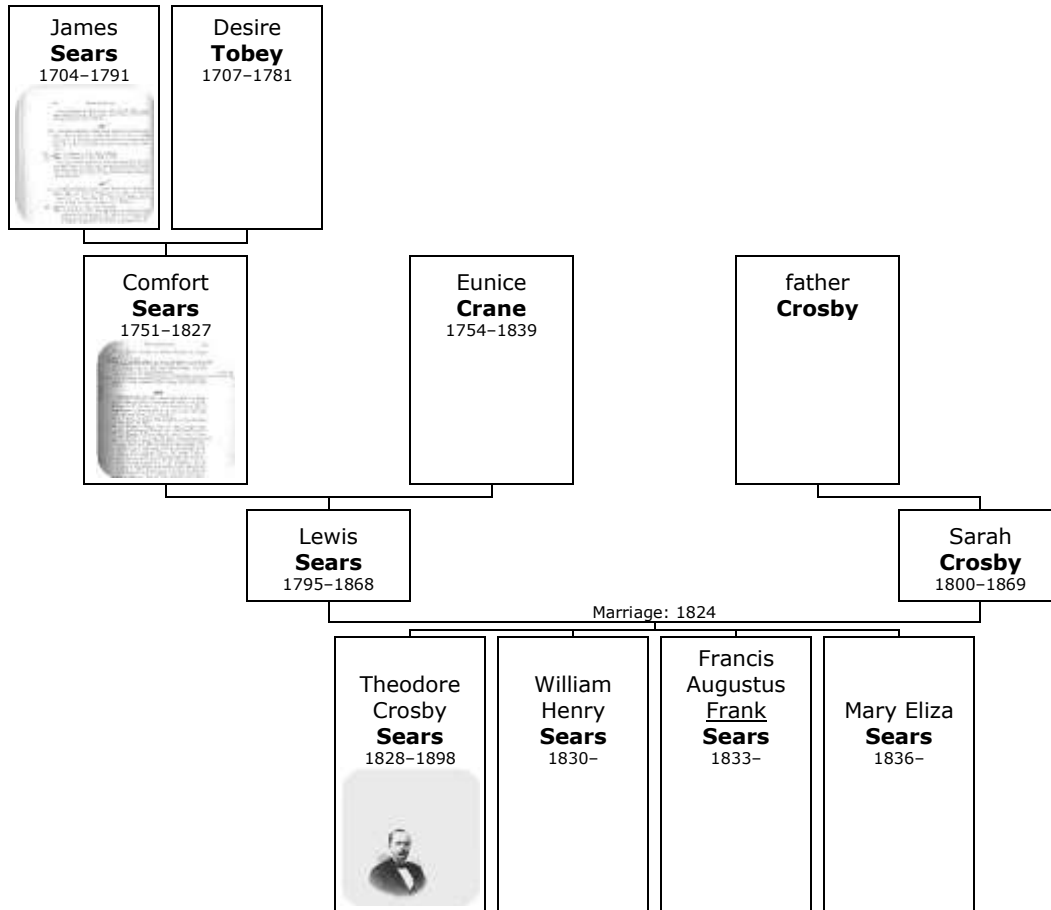 James
Sears
1704–1791
Desire
Tobey
1707–1781
Comfort
Sears
1751–1827
Eunice
Crane
1754–1839
father
Crosby
Lewis
Sears
1795–1868
Sarah
Crosby
1800–1869
Marriage: 1824
Theodore
Crosby
Sears
1828–1898
William
Henry
Sears
1830–
Francis
Augustus
Frank
Sears
1833–
Mary Eliza
Sears
1836–